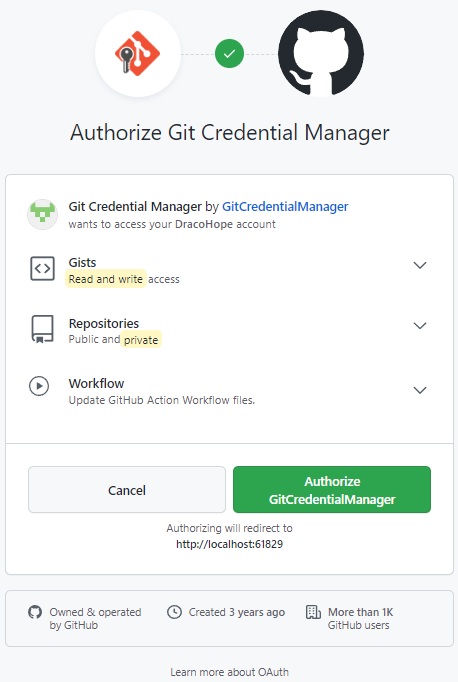 Authorize Git Credential Manager
Git Credential Manager by GitCredentialManager
wants to access your DracoHope account
Gists
Read and write access
Repositories
Public and private
Workflow
Update GitHub Action Workflow files.
Cancel
Authorize
GitCredentialManager
Authorizing will redirect to
http://localhost:61829
Owned & operated
by GitHub
Created 3 years ago
More than 1K
GitHub users
Learn more about OAuth